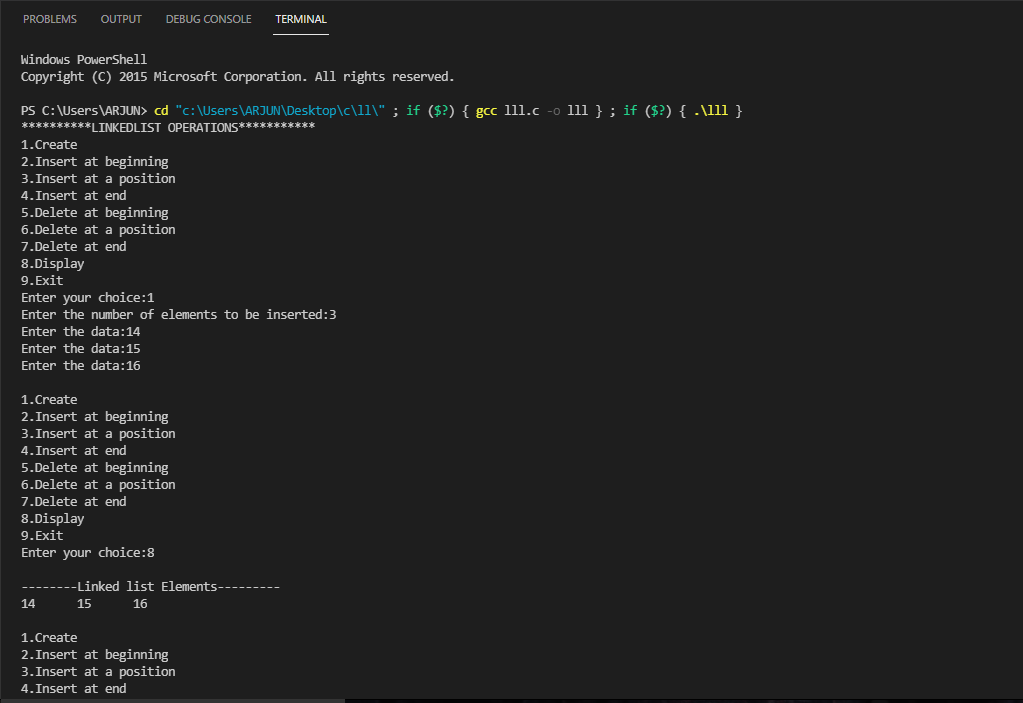 PROBLEMS OUTPUT DEBUG CONSOLE TERMINAL
Windows PowerShell
Copyright (C) 2015 Microsoft Corporation. All rights reserved.
PS C:\Users\ARJUN> cd "c:\Users\ARJUN\Desktop\c\ll\" ; if ($?) { gcc lll.c -o lll } ; if ($?) { .\lll }
**********LINKEDLIST OPERATIONS***********
1.Create
2.Insert at beginning
3.Insert at a position
4.Insert at end
5.Delete at beginning
6.Delete at a position
7.Delete at end
8.Display
9.Exit
Enter your choice:1
Enter the number of elements to be inserted:3
Enter the data:14
Enter the data:15
Enter the data:16
1.Create
2.Insert at beginning
3.Insert at a position
4.Insert at end
5.Delete at beginning
6.Delete at a position
7.Delete at end
8.Display
9.Exit
Enter your choice:8
--------Linked list Elements---------
14 15 16
1.Create
2.Insert at beginning
3.Insert at a position
4.Insert at end